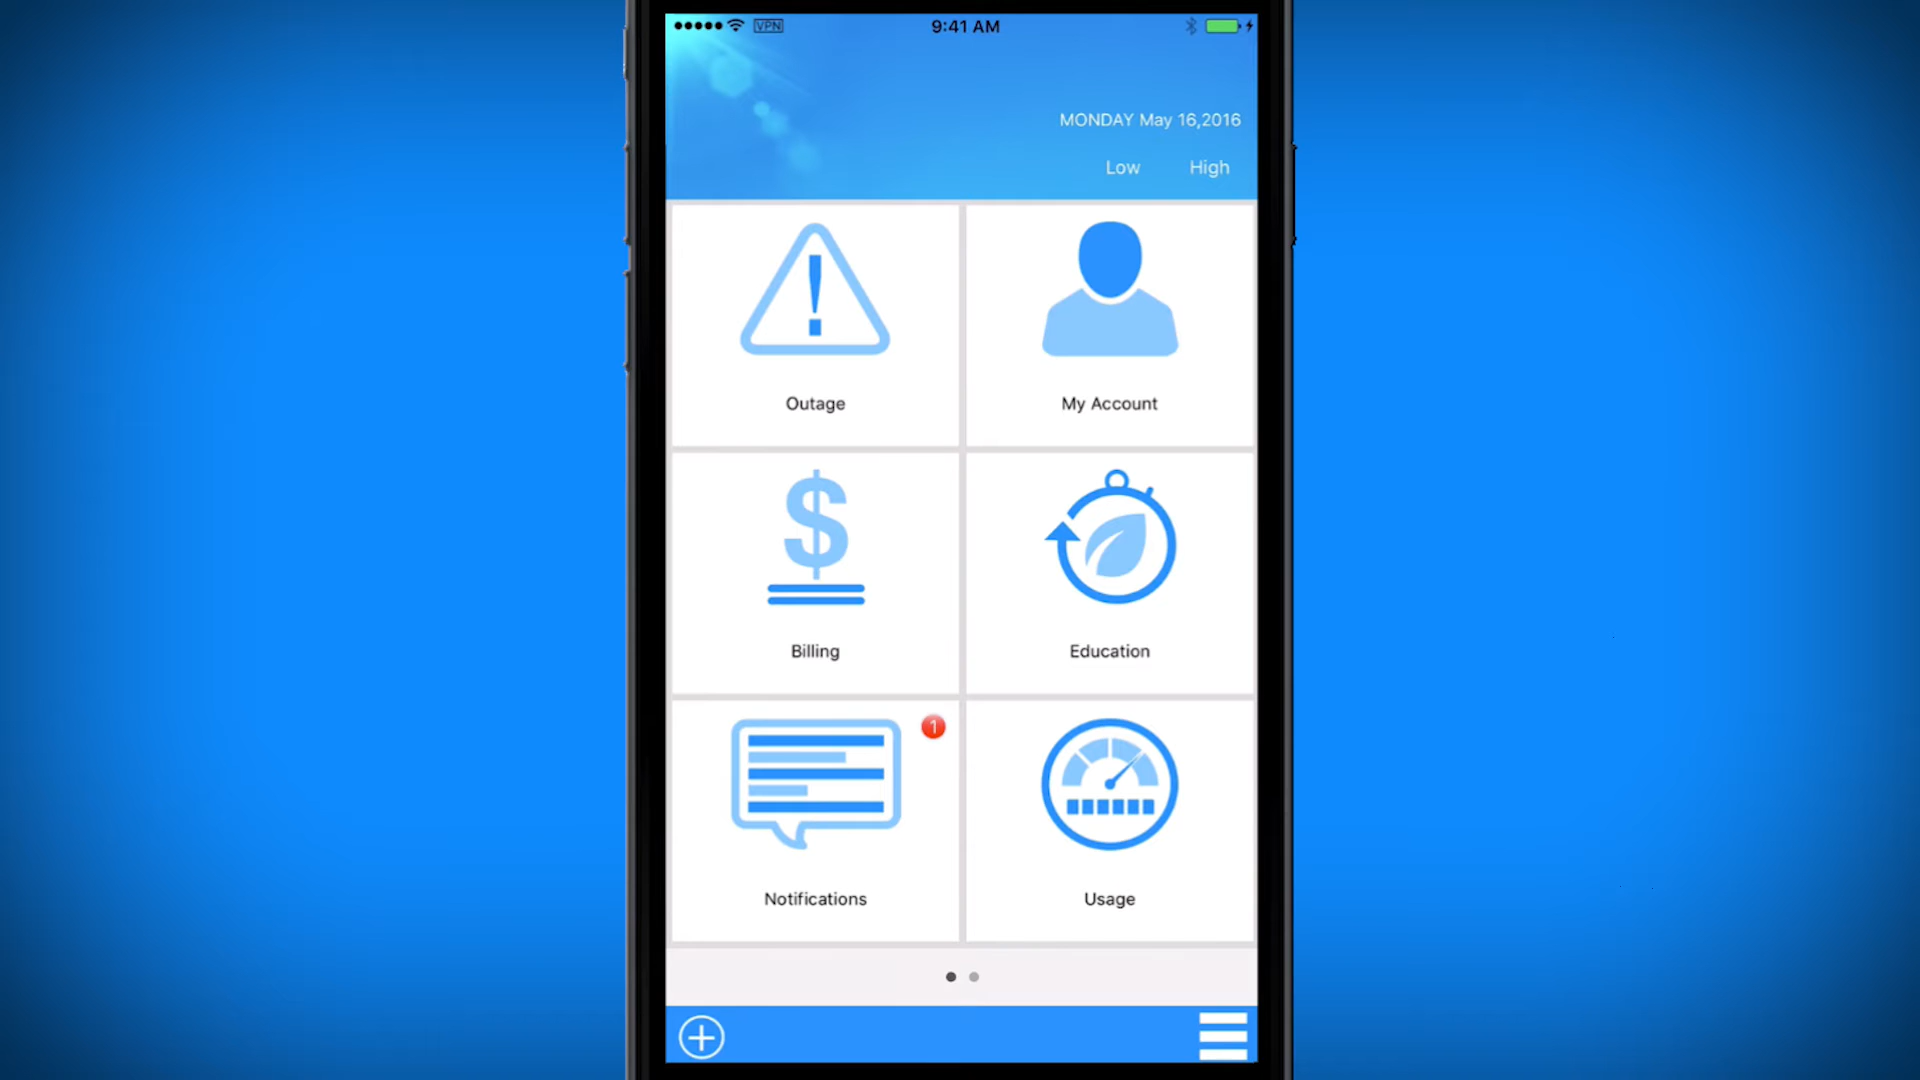 VPN
9:41 AM
MONDAY May 16,2016
Low High
Outage
My Account
$
Billing
Education
1
Notifications
Usage